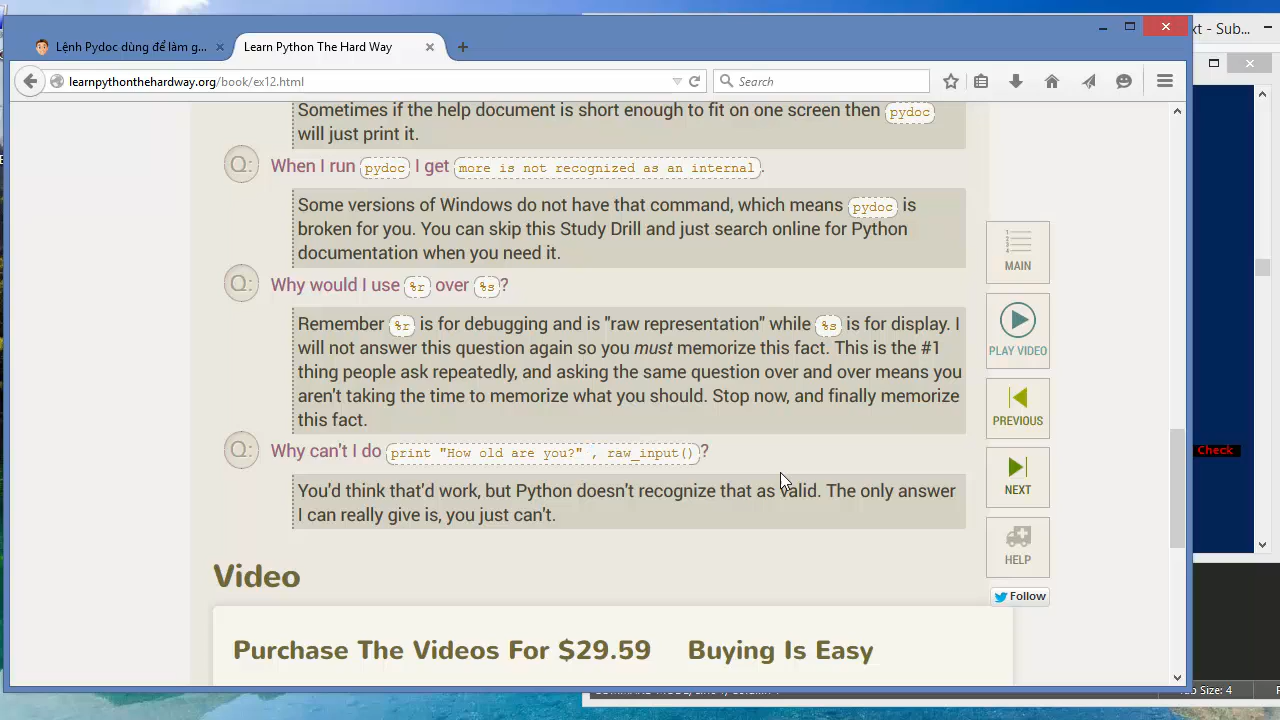 xt - Sub...
Lệnh Pydoc dùng để làm g...
Learn Python The Hard Way
learnpythonthehardway.org/book/ex12.html
Search
Sometimes if the help document is short enough to fit on one screen then pydoc
will just print it.
Q: When I run pydoc I get more is not recognized as an internal.
Some versions of Windows do not have that command, which means pydoc is
broken for you. You can skip this Study Drill and just search online for Python
documentation when you need it.
Q: Why would I use %r over %s?
Remember %r is for debugging and is "raw representation" while %s is for display. I
will not answer this question again so you must memorize this fact. This is the #1
thing people ask repeatedly, and asking the same question over and over means you
aren't taking the time to memorize what you should. Stop now, and finally memorize
this fact.
Q: Why can't I do print "How old are you?" , raw_input()?
You'd think that'd work, but Python doesn't recognize that as valid. The only answer
I can really give is, you just can't.
Video
Purchase The Videos For $29.59
Buying Is Easy
MAIN
PLAY VIDEO
PREVIOUS
NEXT
HELP
Follow
Check
Tab Size: 4